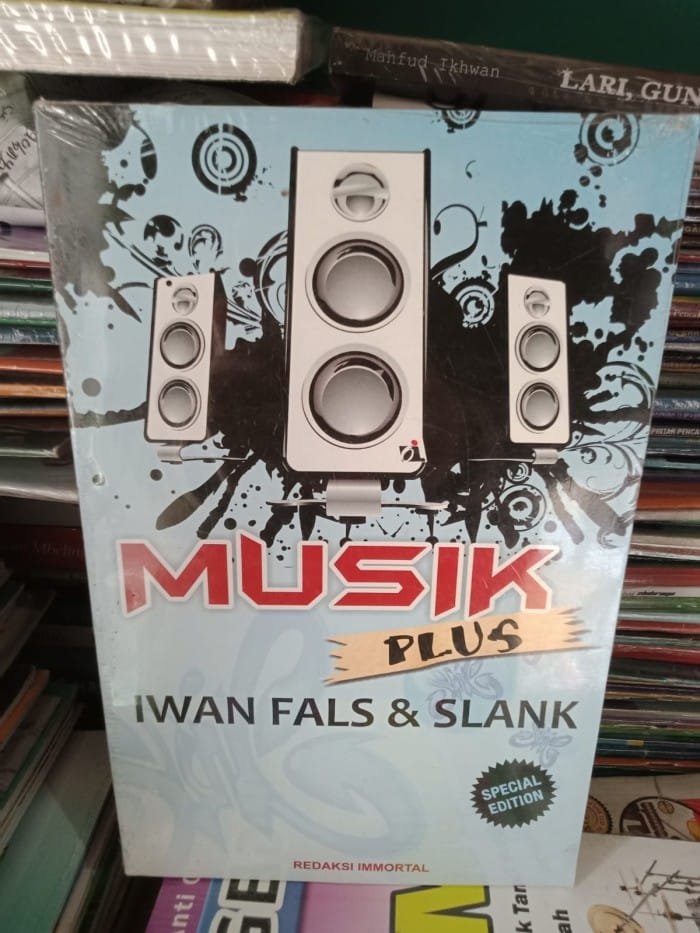 Mahfud Ikhwan
LARI, GUN
MUSIK
PLUS
IWAN FALS & SLANK
SPECIAL
EDITION
REDAKSI IMMORTAL